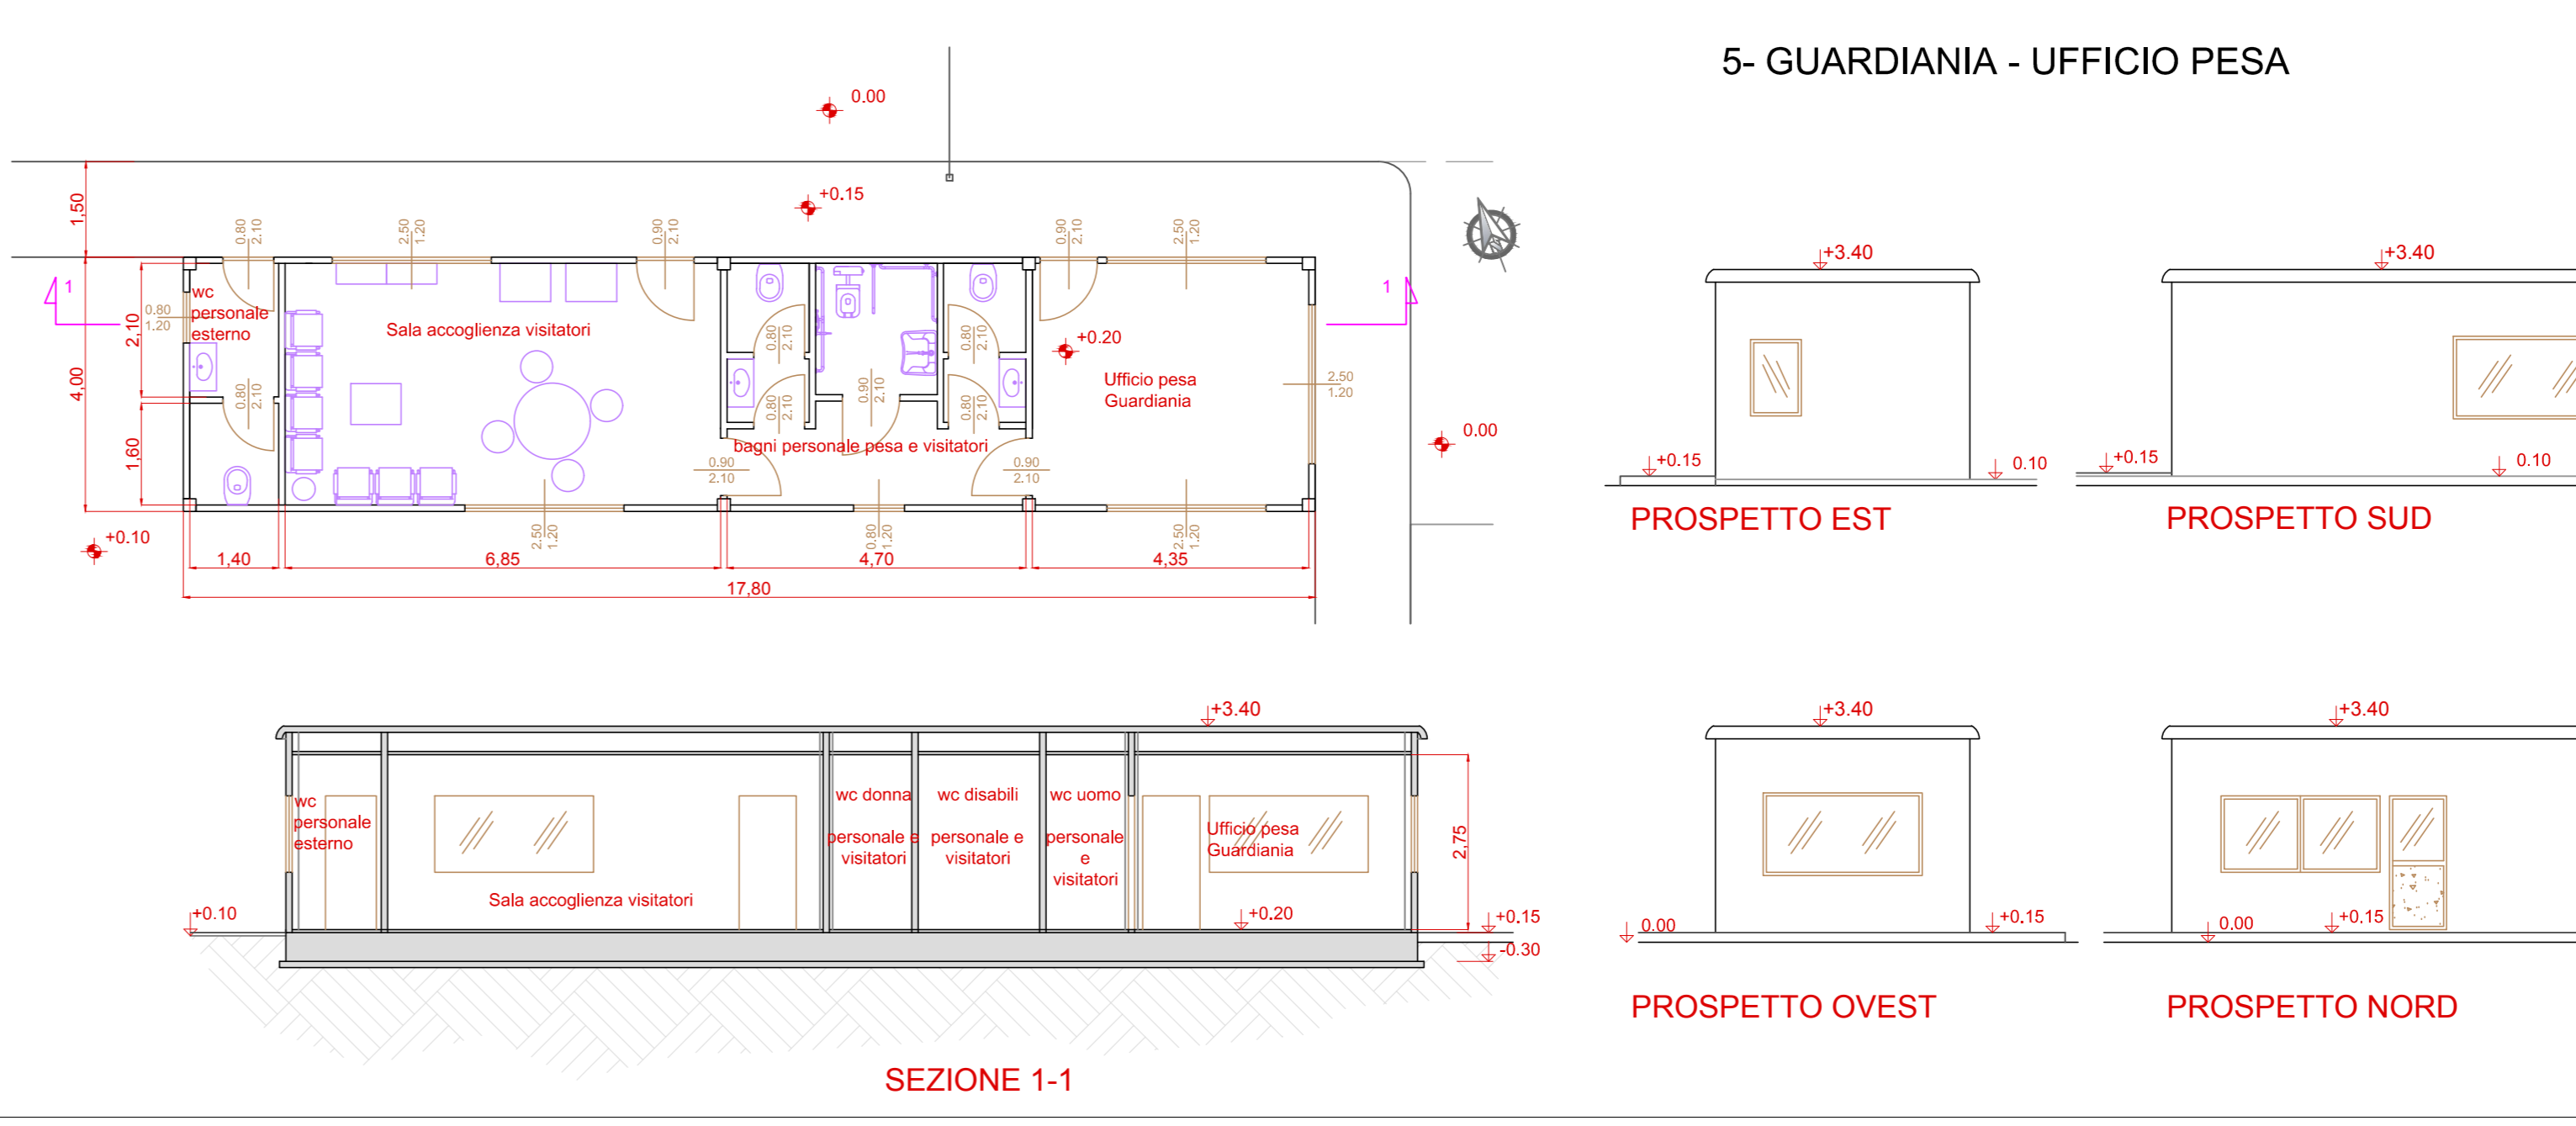 5- GUARDIANIA - UFFICIO PESA
0.00
+0.15
1,50
0.80
2.10
2.50
1.20
0.90
2.10
0.90
2.10
2.50
1.20
1
wc
personale
esterno
0.80
1.20
2,10
4,00
1,60
0.80
2.10
Sala accoglienza visitatori
0.80
2.10
0.80
2.10
0.90
2.10
0.80
2.10
0.80
2.10
+0.20
Ufficio pesa
Guardiania
1
2.50
1.20
0.00
bagni personale pesa e visitatori
0.90
2.10
0.90
2.10
+0.10
2.50
1.20
0.80
1.20
2.50
1.20
1,40
6,85
4,70
4,35
17,80
+3.40
+0.15
0.10
PROSPETTO EST
+3.40
+0.15
0.10
PROSPETTO SUD
+3.40
wc
personale
esterno
Sala accoglienza visitatori
wc donna
personale e
visitatori
wc disabili
personale e
visitatori
wc uomo
personale
e
visitatori
Ufficio pesa
Guardiania
2,75
+0.10
+0.20
+0.15
-0.30
SEZIONE 1-1
+3.40
0.00
+0.15
PROSPETTO OVEST
+3.40
0.00
+0.15
PROSPETTO NORD